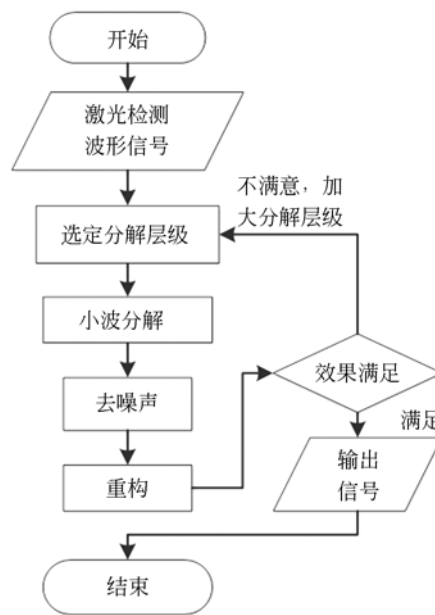 开始
激光检测
波形信号
不满意，加
大分解层级
选定分解层级
小波分解
去噪声
效果满足
满足
重构
输出
信号
结束